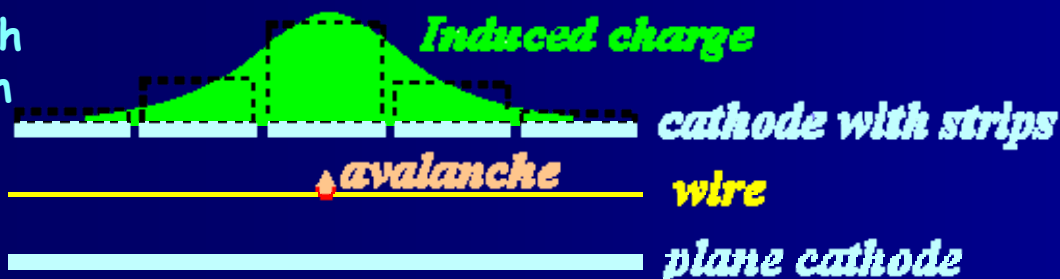 Induced charge
cathode with strips
avalanche
wire
plane cathode